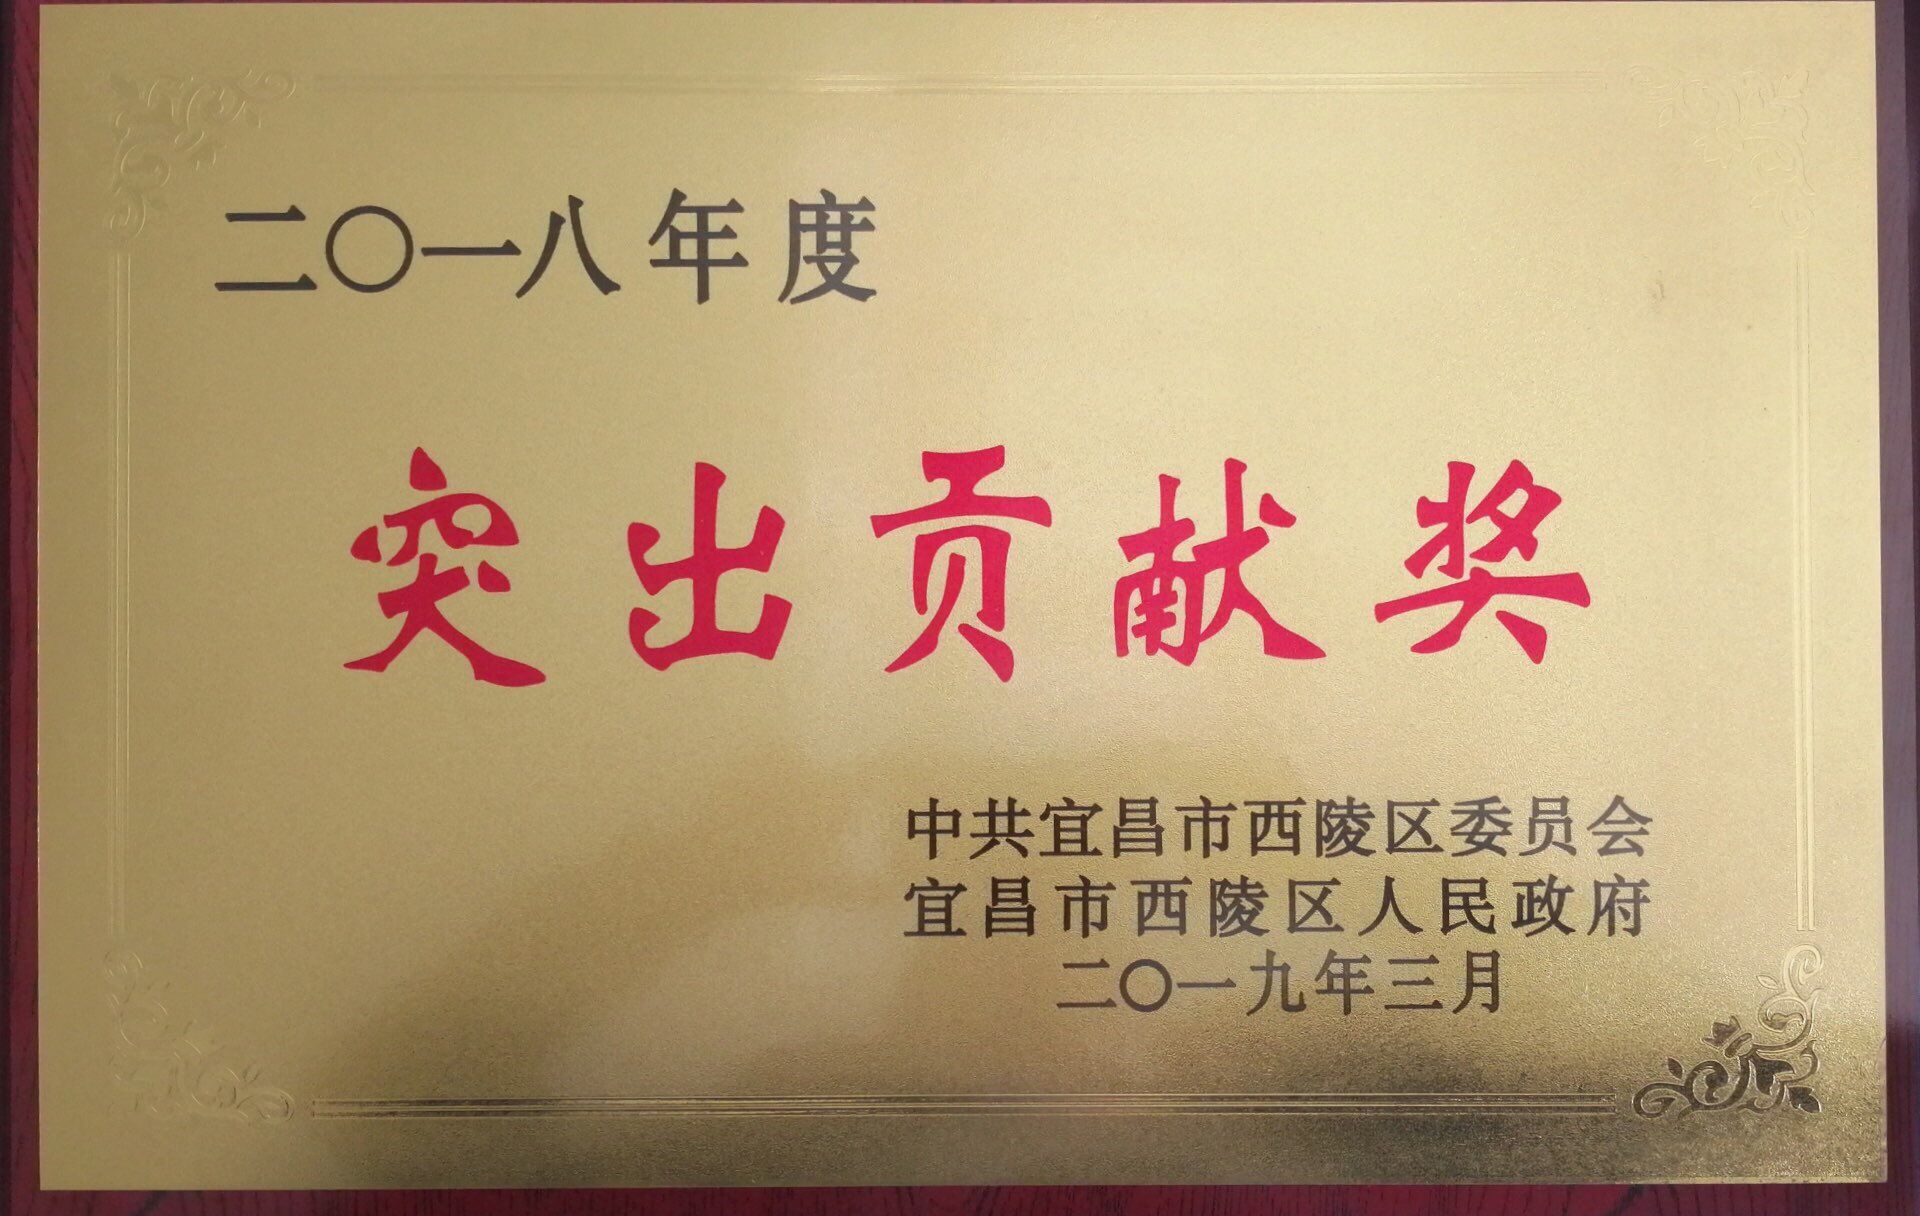 二〇一八年度
突出贡献奖
中共宜昌市西陵区委员会
宜昌市西陵区人民政府
二〇一九年三月